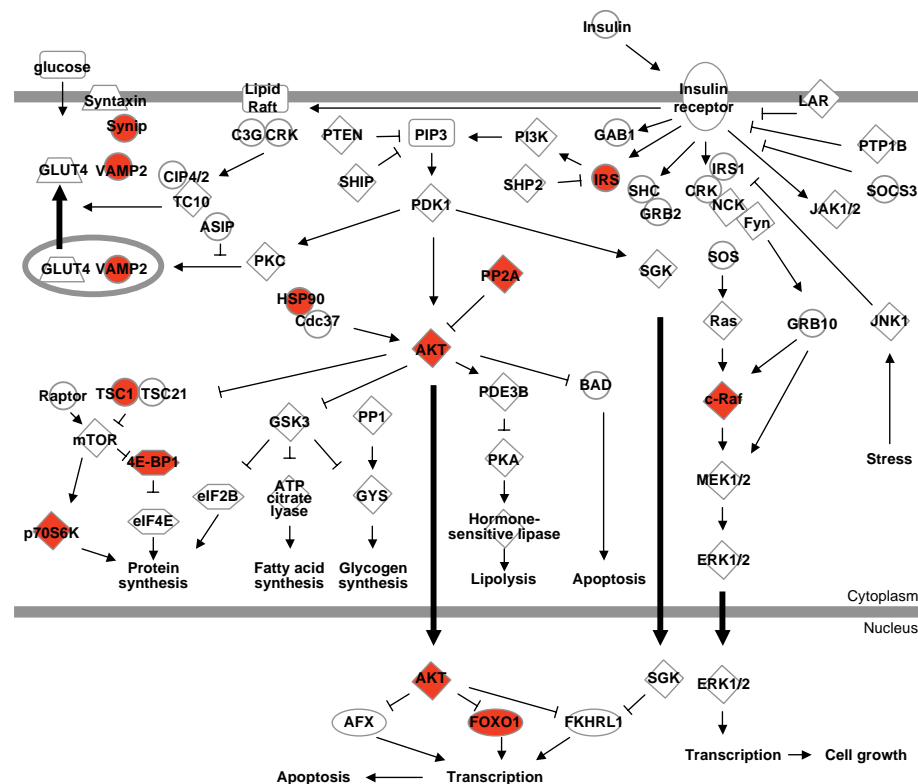 Insulin
glucose
Syntaxin
Lipid
Raft
Insulin
receptor
LAR
Synip
C3G
CRK
PTEN
PIP3
PI3K
GAB1
PTP1B
GLUT4
VAMP2
CIP4/2
TC10
SHIP
SHP2
IRS
IRS1
SHC
CRK
NCK
SOCS3
JAK1/2
GRB2
Fyn
ASIP
PDK1
GLUT4
VAMP2
PKC
SOS
SGK
PP2A
HSP90
Cdc37
Ras
GRB10
JNK1
AKT
Raptor
TSC1
TSC21
PDE3B
BAD
c-Raf
GSK3
PP1
mTOR
4E-BP1
PKA
Stress
eIF2B
ATP
citrate
lyase
GYS
MEK1/2
p70S6K
eIF4E
Hormone-
sensitive lipase
ERK1/2
Protein
synthesis
Fatty acid
synthesis
Glycogen
synthesis
Lipolysis
Apoptosis
Cytoplasm
Nucleus
AKT
SGK
ERK1/2
AFX
FOXO1
FKHRL1
Transcription
Cell growth
Apoptosis
Transcription